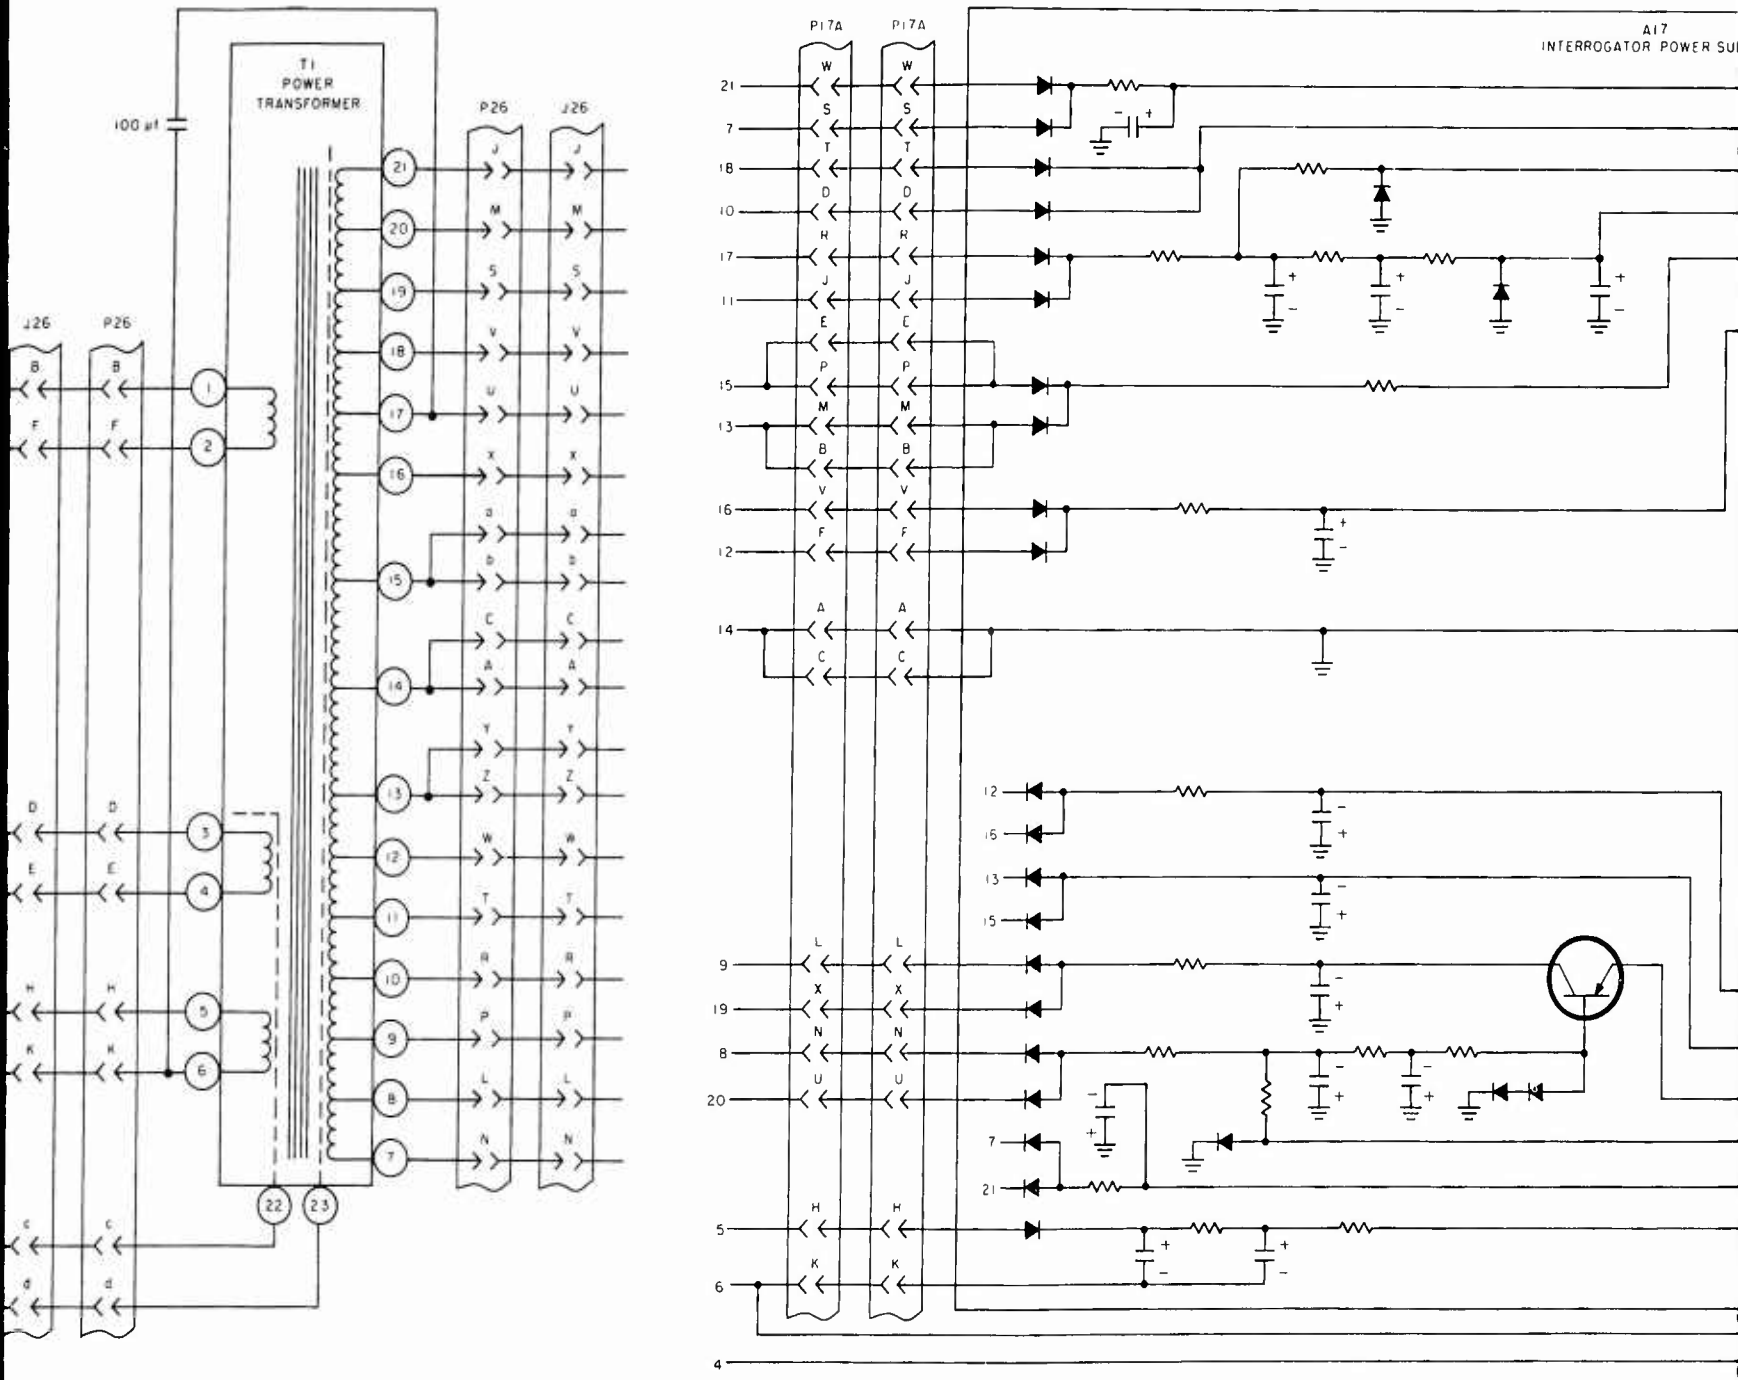 T1
POWER
TRANSFORMER
100 µf
P26 J26
21 J J
20 M M
19 S S
18 V V
17 U U
16 X X
a a
15 D D
C C
14 A A
Y Y
13 Z Z
12 W W
11 T T
10 R R
9 P P
8 L L
7 N N
J26 P26
B B 1
F F 2
D D 3
E E 4
H H 5
K K 6
22 23
c c
d d
P17A P17A
A17
INTERROGATOR POWER SU
21 W W
7 S S
- +
18 T T
10 D D
17 R R
+ + +
- - -
11 J J
E E
15 P P
13 M M
B B
16 V V
+
-
12 F F
14 A A
C C
12
-
+
16
13
-
+
15
9 L L
-
+
19 X X
8 N N
- -
+ +
20 U U
-
+
7
21
5 H H
+ +
- -
6 K K
4